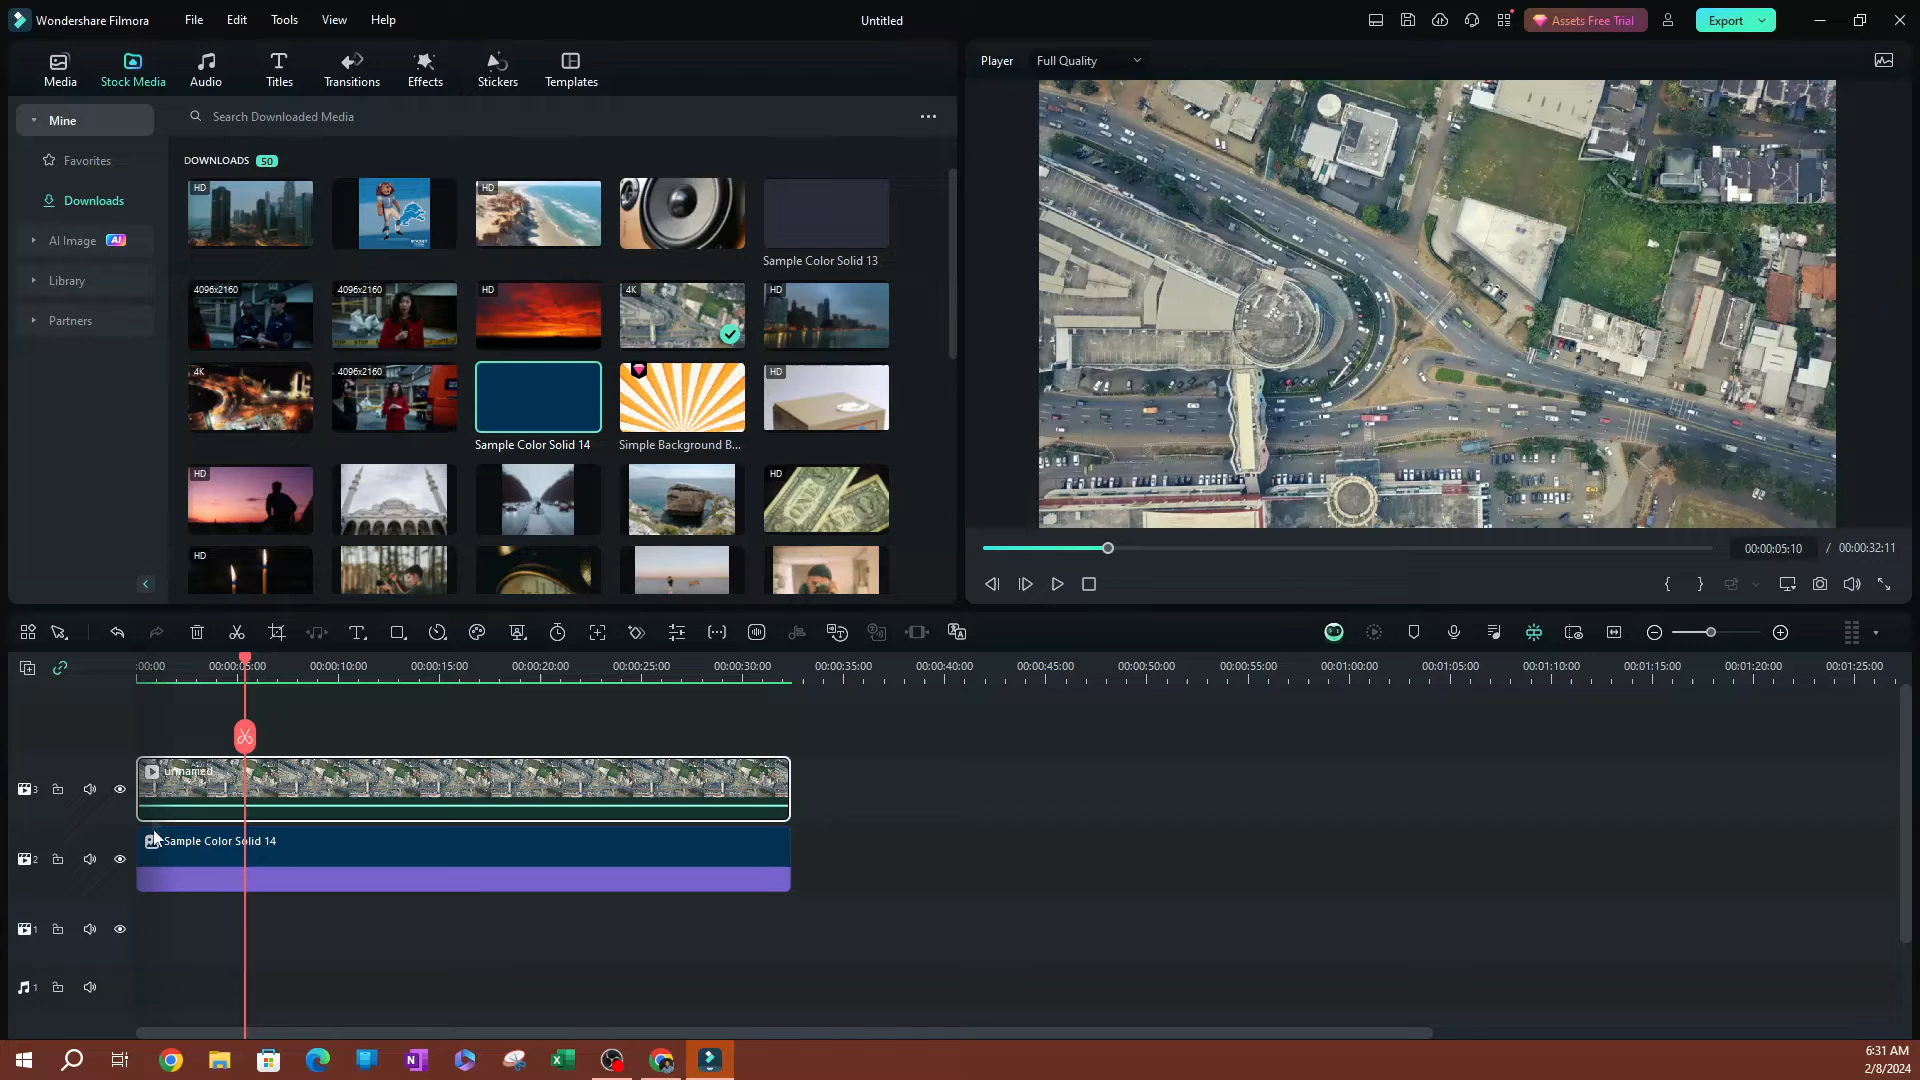 Wondershare Filmora File Edit Tools View Help Untitled Assets Free Trial Export
Media Stock Media Audio Titles Transitions Effects Stickers Templates
Player Full Quality
Mine
Search Downloaded Media
Favorites
Downloads
AI Image AI
Library
Partners
DOWNLOADS 50
HD HD
Sample Color Solid 13
4096x2160 4096x2160 HD 4K HD
4K 4096x2160 HD
Sample Color Solid 14 Simple Background B...
HD HD
HD
00:00:05:10 / 00:00:32:11
:00:00 00:00:05:00 00:00:10:00 00:00:15:00 00:00:20:00 00:00:25:00 00:00:30:00 00:00:35:00 00:00:40:00 00:00:45:00 00:00:50:00 00:00:55:00 00:01:00:00 00:01:05:00 00:01:10:00 00:01:15:00 00:01:20:00 00:01:25:00
unnamed
3
Sample Color Solid 14
2
1
1
6:31 AM
2/8/2024